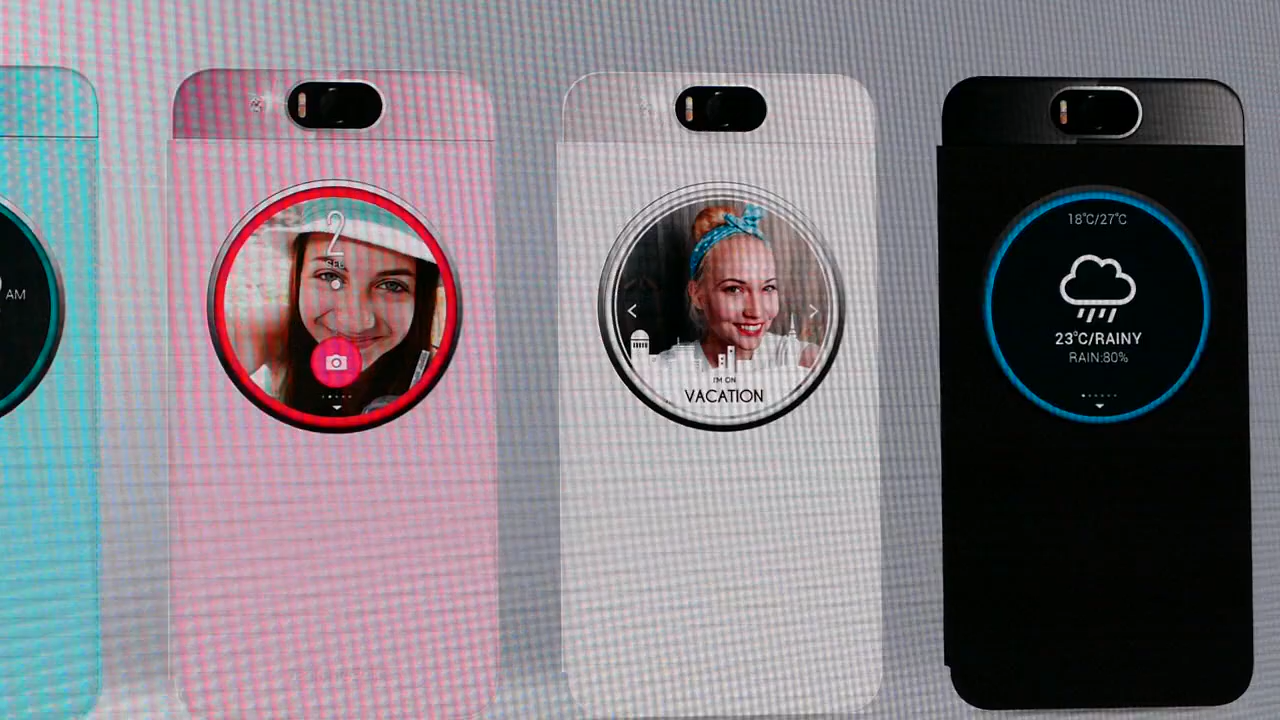 AM
2
SEC
I'M ON
VACATION
18°C/27°C
23°C/RAINY
RAIN:80%